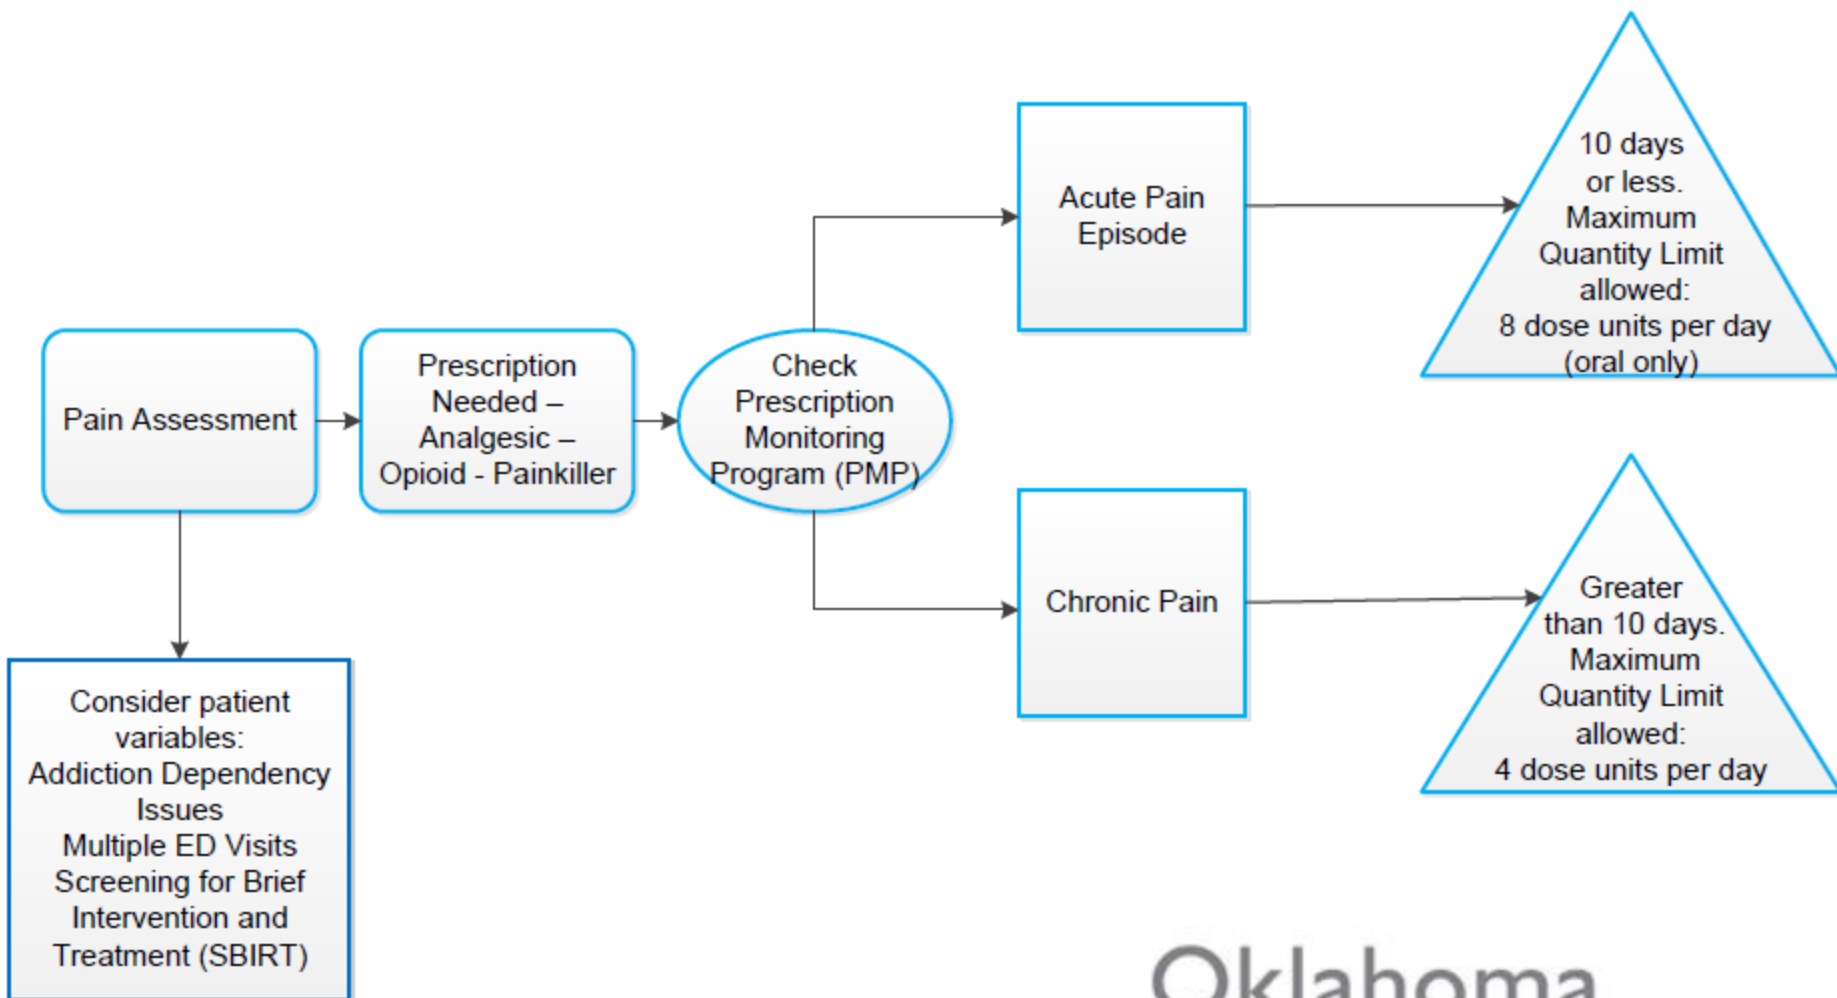 Pain Assessment
Prescription
Needed –
Analgesic –
Opioid - Painkiller
Check
Prescription
Monitoring
Program (PMP)
Acute Pain
Episode
10 days
or less.
Maximum
Quantity Limit
allowed:
8 dose units per day
(oral only)
Chronic Pain
Greater
than 10 days.
Maximum
Quantity Limit
allowed:
4 dose units per day
Consider patient
variables:
Addiction Dependency
Issues
Multiple ED Visits
Screening for Brief
Intervention and
Treatment (SBIRT)
Oklahoma